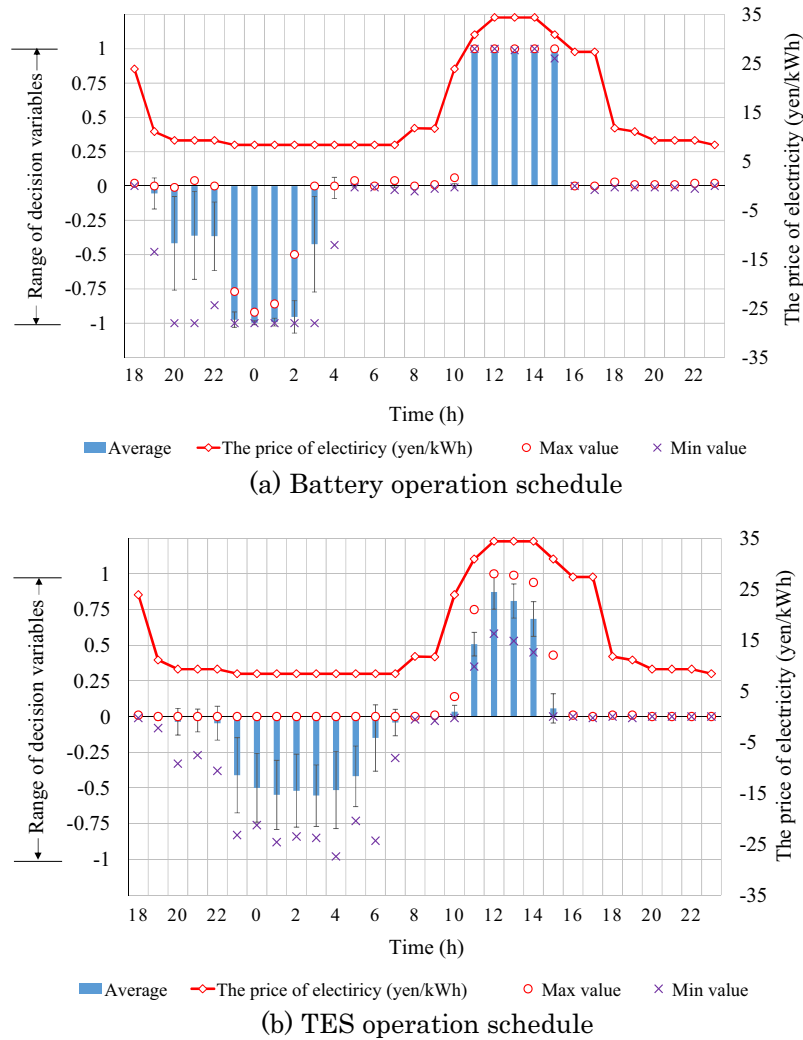 35
25
15
5
-5
-15
-25
-35
The price of electricity (yen/kWh)
1
0.75
0.5
0.25
0
-0.25
-0.5
-0.75
-1
Range of decision variables
18 20 22 0 2 4 6 8 10 12 14 16 18 20 22
Time (h)
Average The price of electiricy (yen/kWh) Max value Min value
(a) Battery operation schedule
35
25
15
5
-5
-15
-25
-35
The price of electricity (yen/kWh)
1
0.75
0.5
0.25
0
-0.25
-0.5
-0.75
-1
Range of decision variables
18 20 22 0 2 4 6 8 10 12 14 16 18 20 22
Time (h)
Average The price of electiricy (yen/kWh) Max value Min value
(b) TES operation schedule